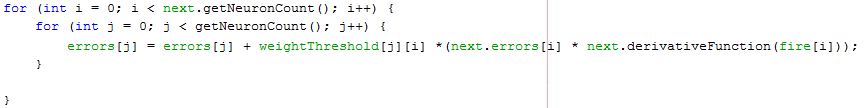 for (int i = 0; i < next.getNeuronCount(); i++) {
for (int j = 0; j < getNeuronCount(); j++) {
errors[j] = errors[j] + weightThreshold[j][i] *(next.errors[i] * next.derivativeFunction(fire[i]));
}
}